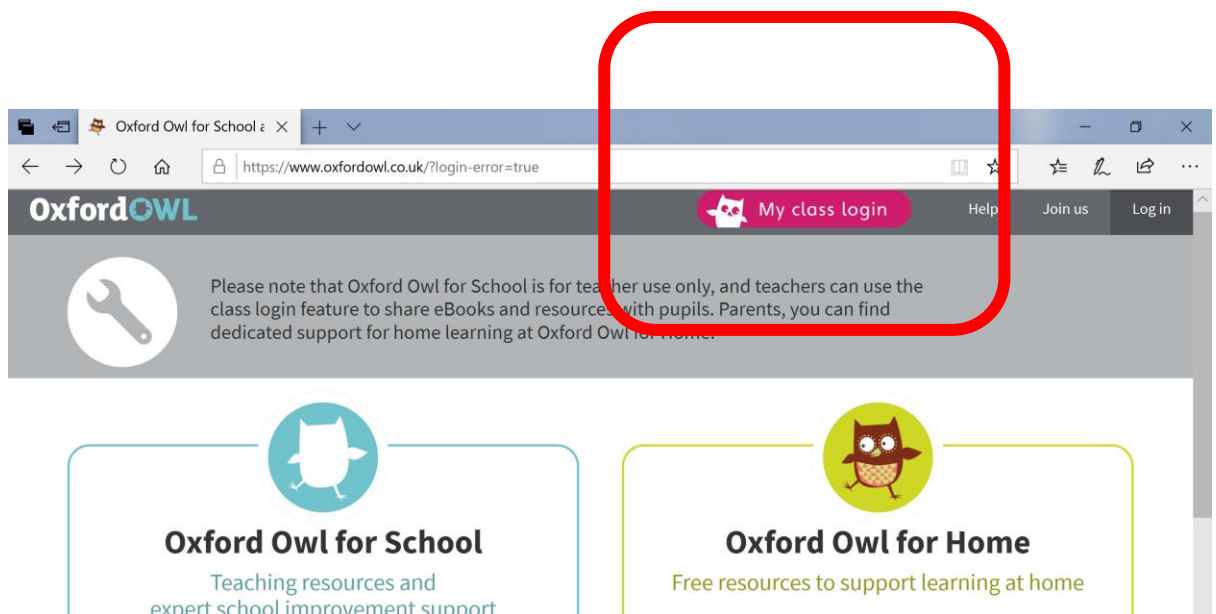 Oxford Owl for School &
https://www.oxfordowl.co.uk/?login-error=true
OxfordOWL
My class login
Help
Join us
Log in
Please note that Oxford Owl for School is for teacher use only, and teachers can use the
class login feature to share eBooks and resources with pupils. Parents, you can find
dedicated support for home learning at Oxford Owl for Home.
Oxford Owl for School
Teaching resources and
expert school improvement support
Oxford Owl for Home
Free resources to support learning at home